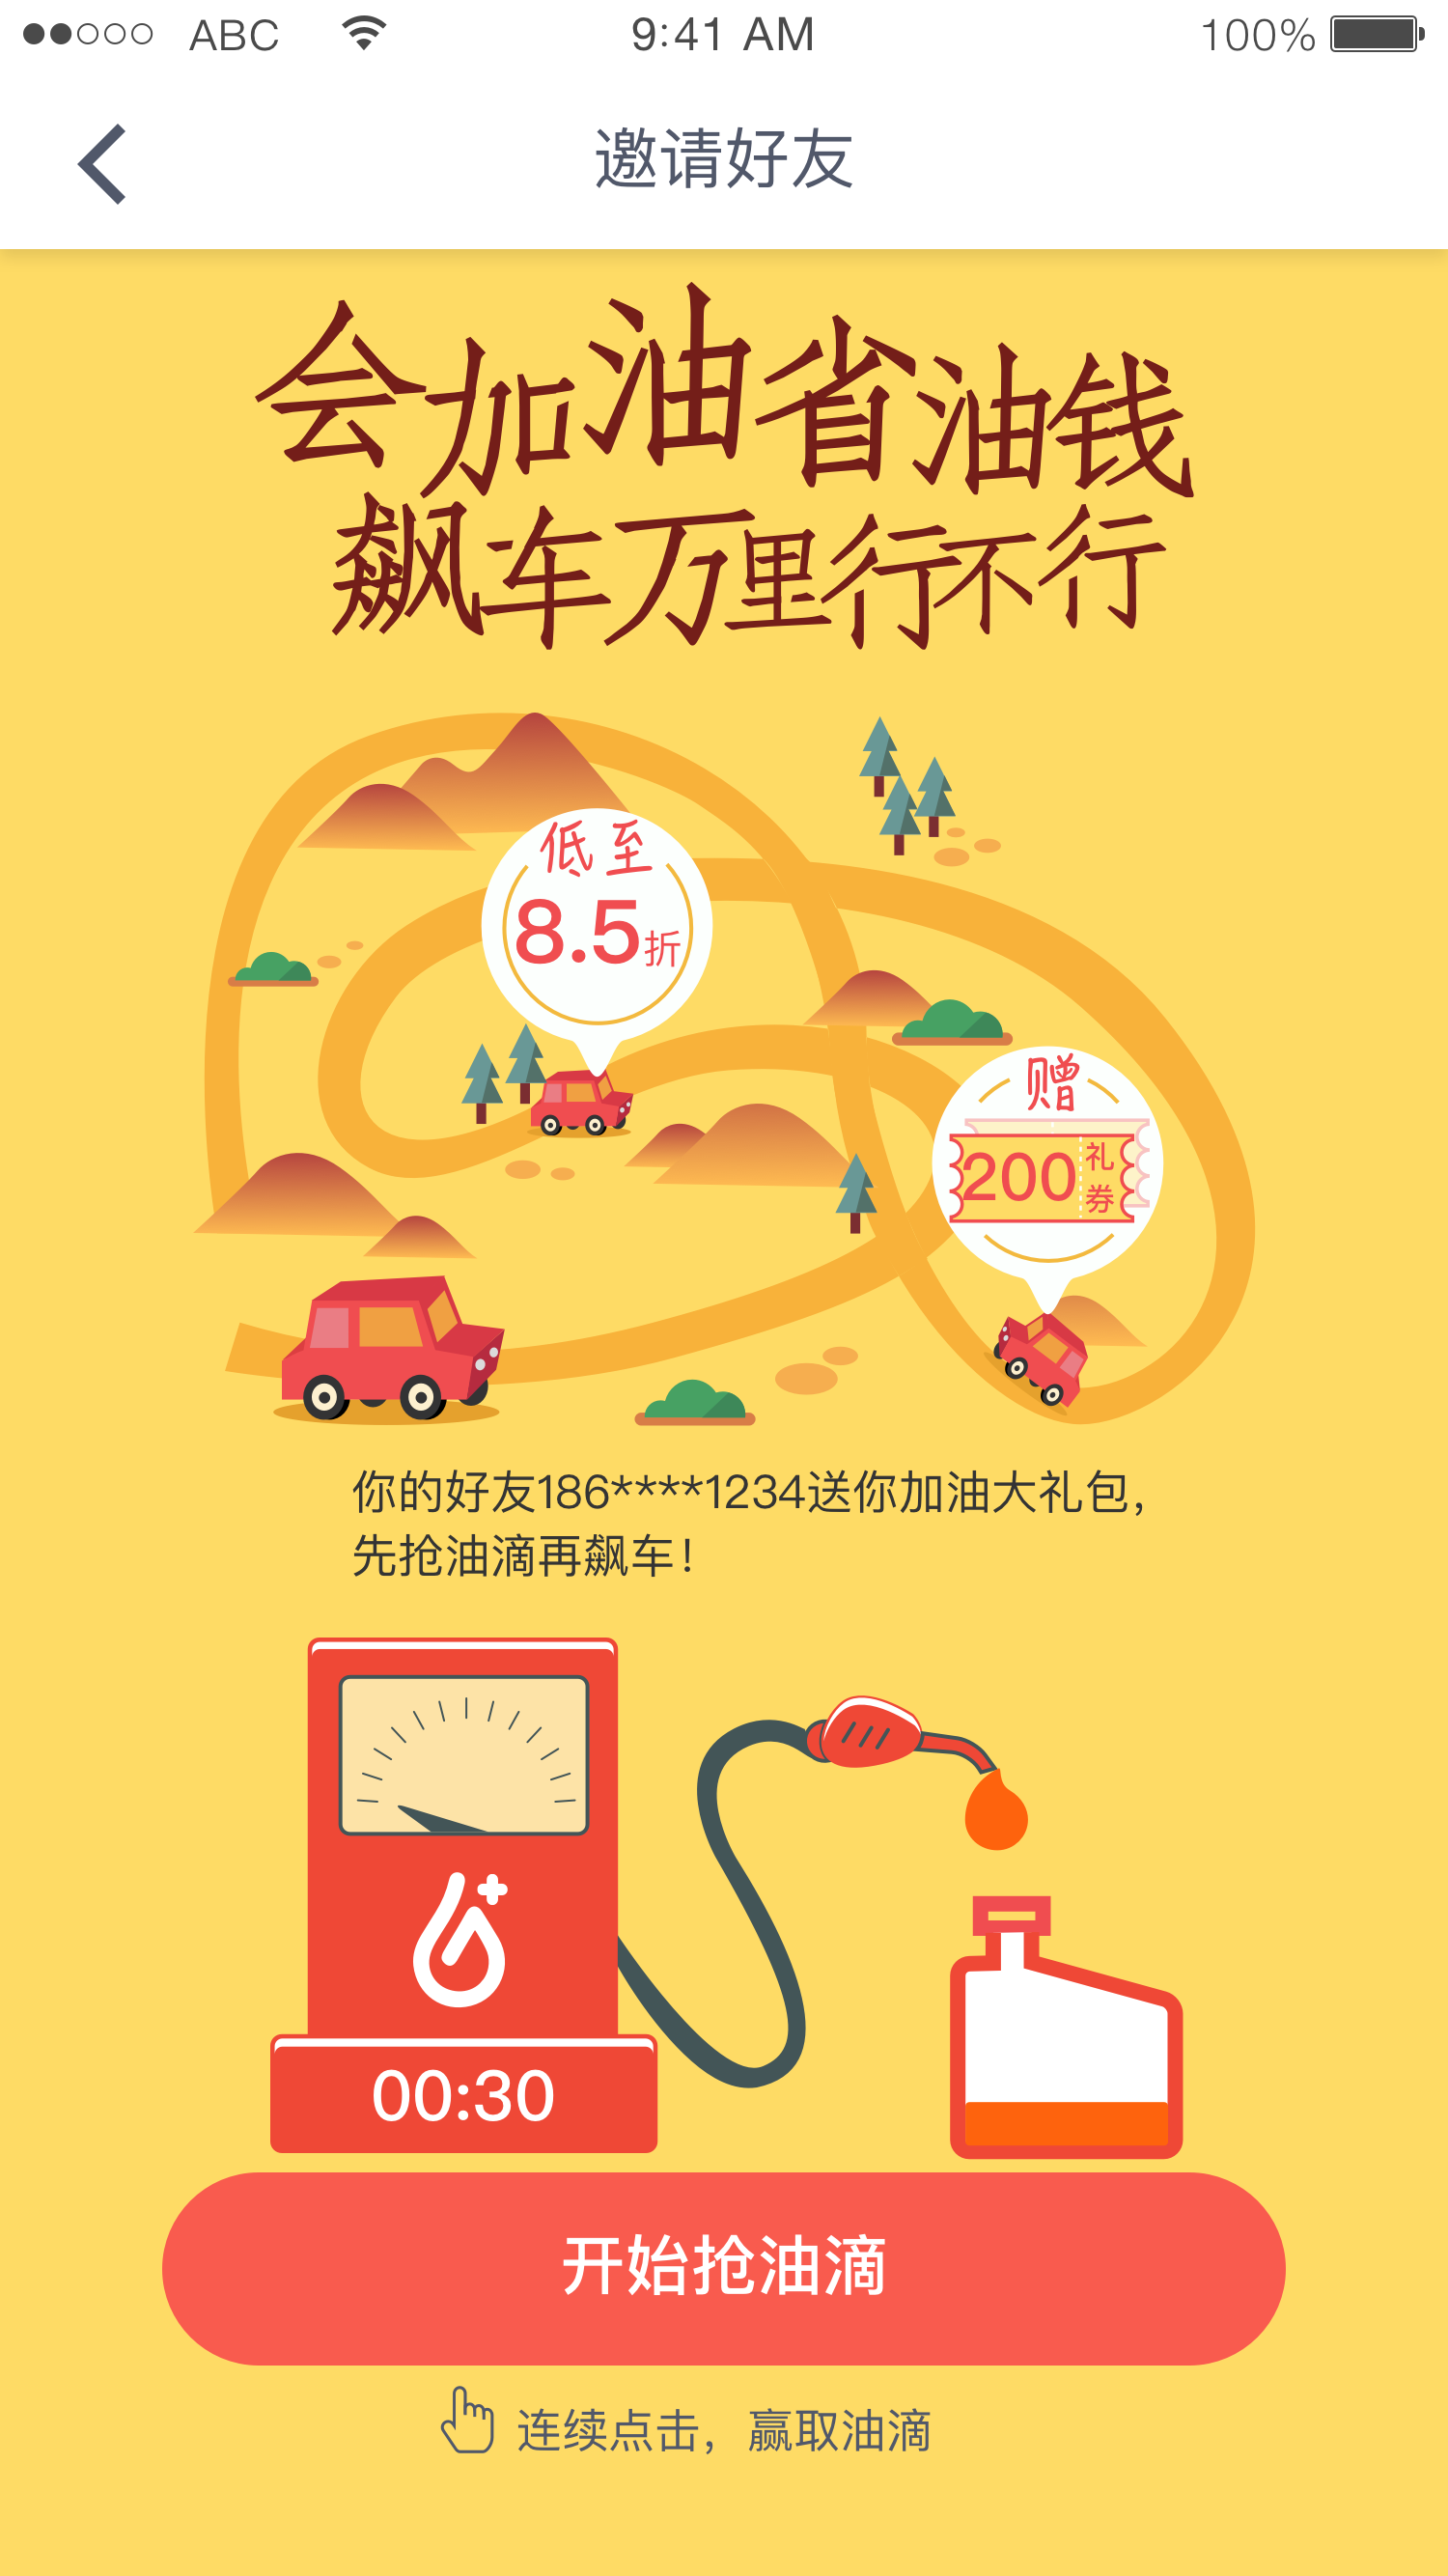 ABC
9:41 AM
100%
邀请好友
会加油省油钱
飙车万里行不行
低至
8.5折
赠
200
礼
券
你的好友186****1234送你加油大礼包，
先抢油滴再飙车！
00:30
开始抢油滴
连续点击，赢取油滴